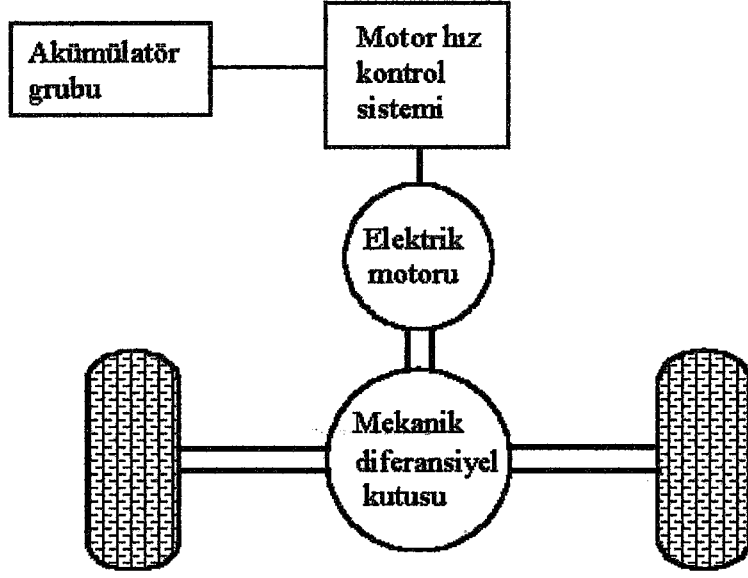 Akümülatör
grubu
Motor hız
kontrol
sistemi
Elektrik
motoru
Mekanik
diferansiyel
kutusu